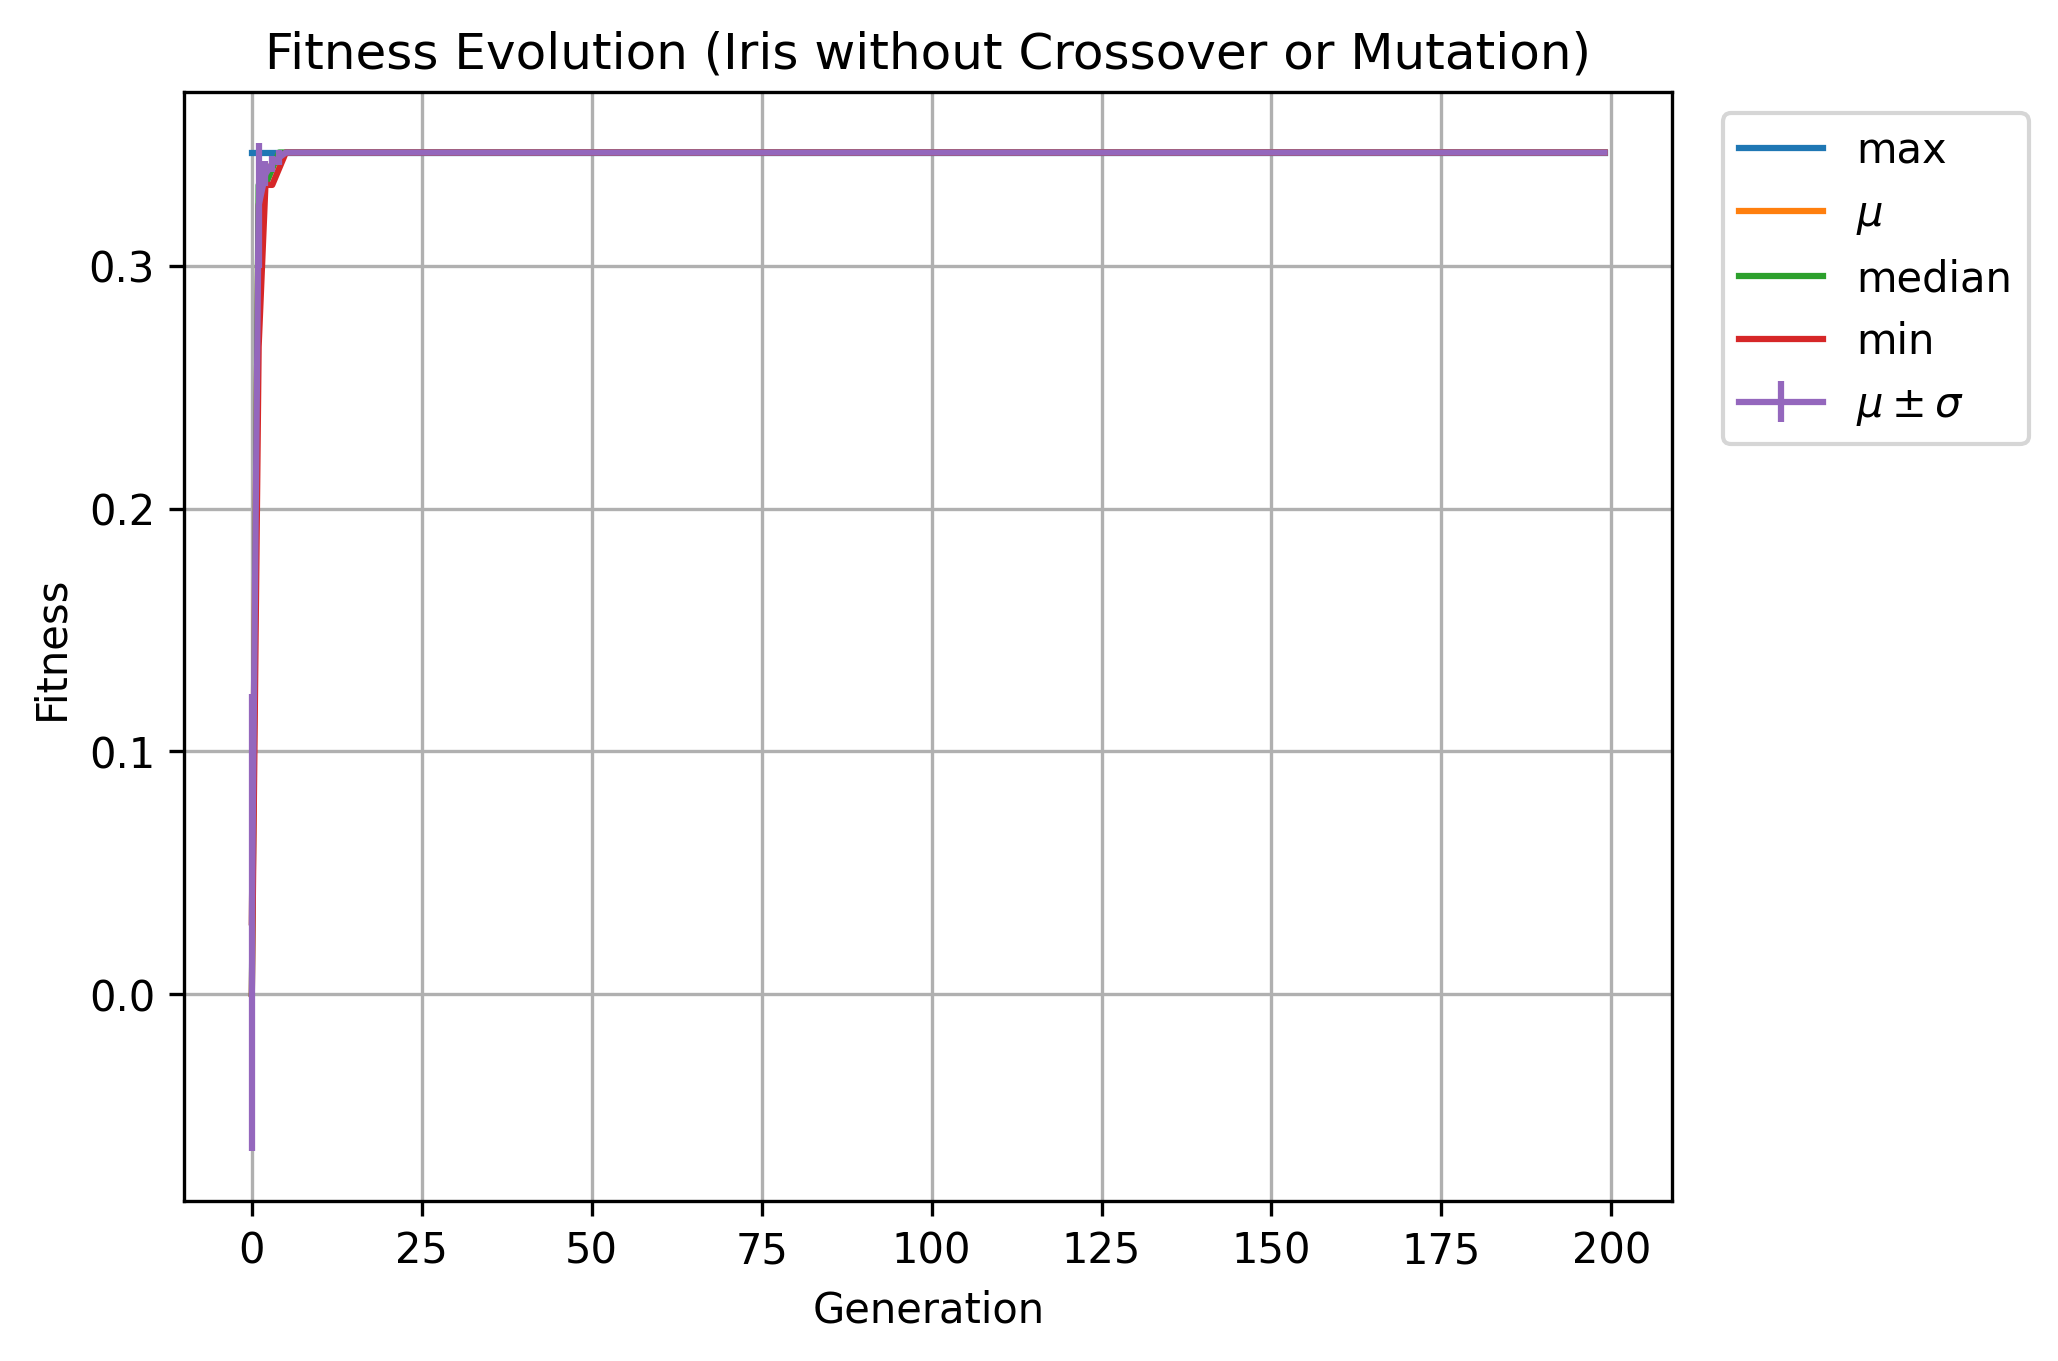 Fitness Evolution (Iris without Crossover or Mutation)
max
μ
median
min
μ ± σ
Fitness
0.3
0.2
0.1
0.0
0 25 50 75 100 125 150 175 200
Generation